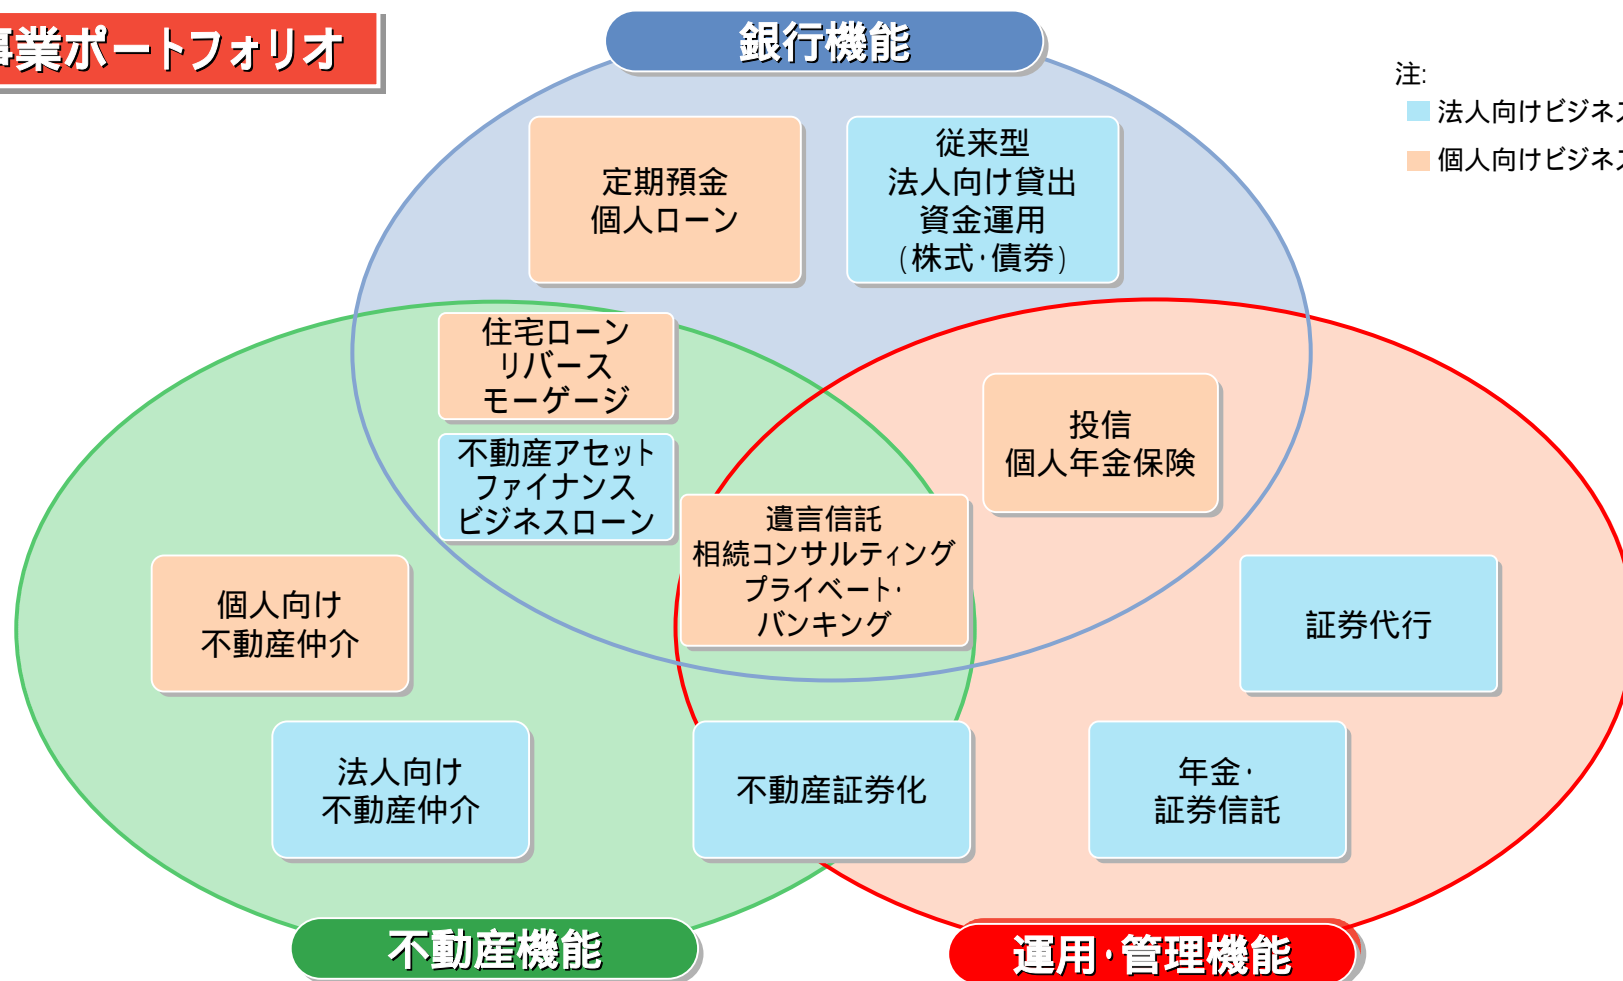 事業ポートフォリオ
銀行機能
注:
法人向けビジネス
個人向けビジネス
定期預金
個人ローン
従来型
法人向け貸出
資金運用
(株式・債券)
住宅ローン
リバース
モーゲージ
不動産アセット
ファイナンス
ビジネスローン
投信
個人年金保険
遺言信託
相続コンサルティング
プライベート・
バンキング
個人向け
不動産仲介
証券代行
法人向け
不動産仲介
不動産証券化
年金・
証券信託
不動産機能
運用・管理機能